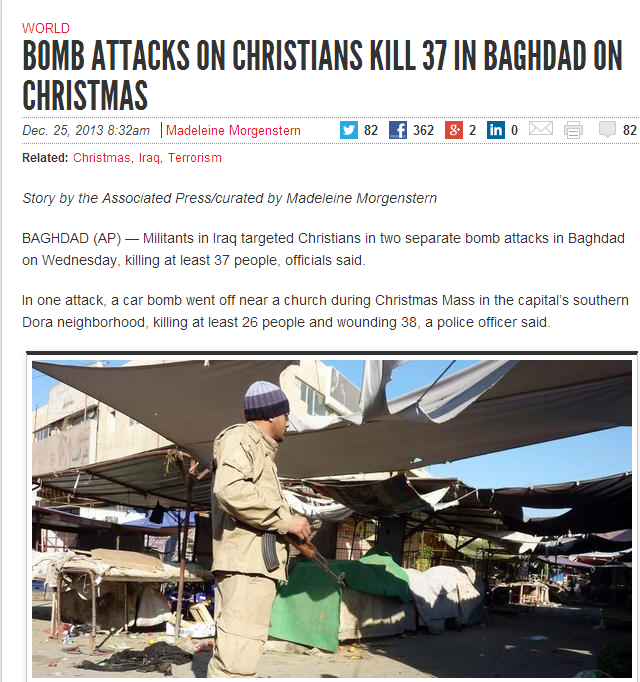 WORLD
BOMB ATTACKS ON CHRISTIANS KILL 37 IN BAGHDAD ON
CHRISTMAS
Dec. 25, 2013 8:32am | Madeleine Morgenstern 82 362 2 0 82
Related: Christmas, Iraq, Terrorism
Story by the Associated Press/curated by Madeleine Morgenstern
BAGHDAD (AP) — Militants in Iraq targeted Christians in two separate bomb attacks in Baghdad
on Wednesday, killing at least 37 people, officials said.
In one attack, a car bomb went off near a church during Christmas Mass in the capital's southern
Dora neighborhood, killing at least 26 people and wounding 38, a police officer said.